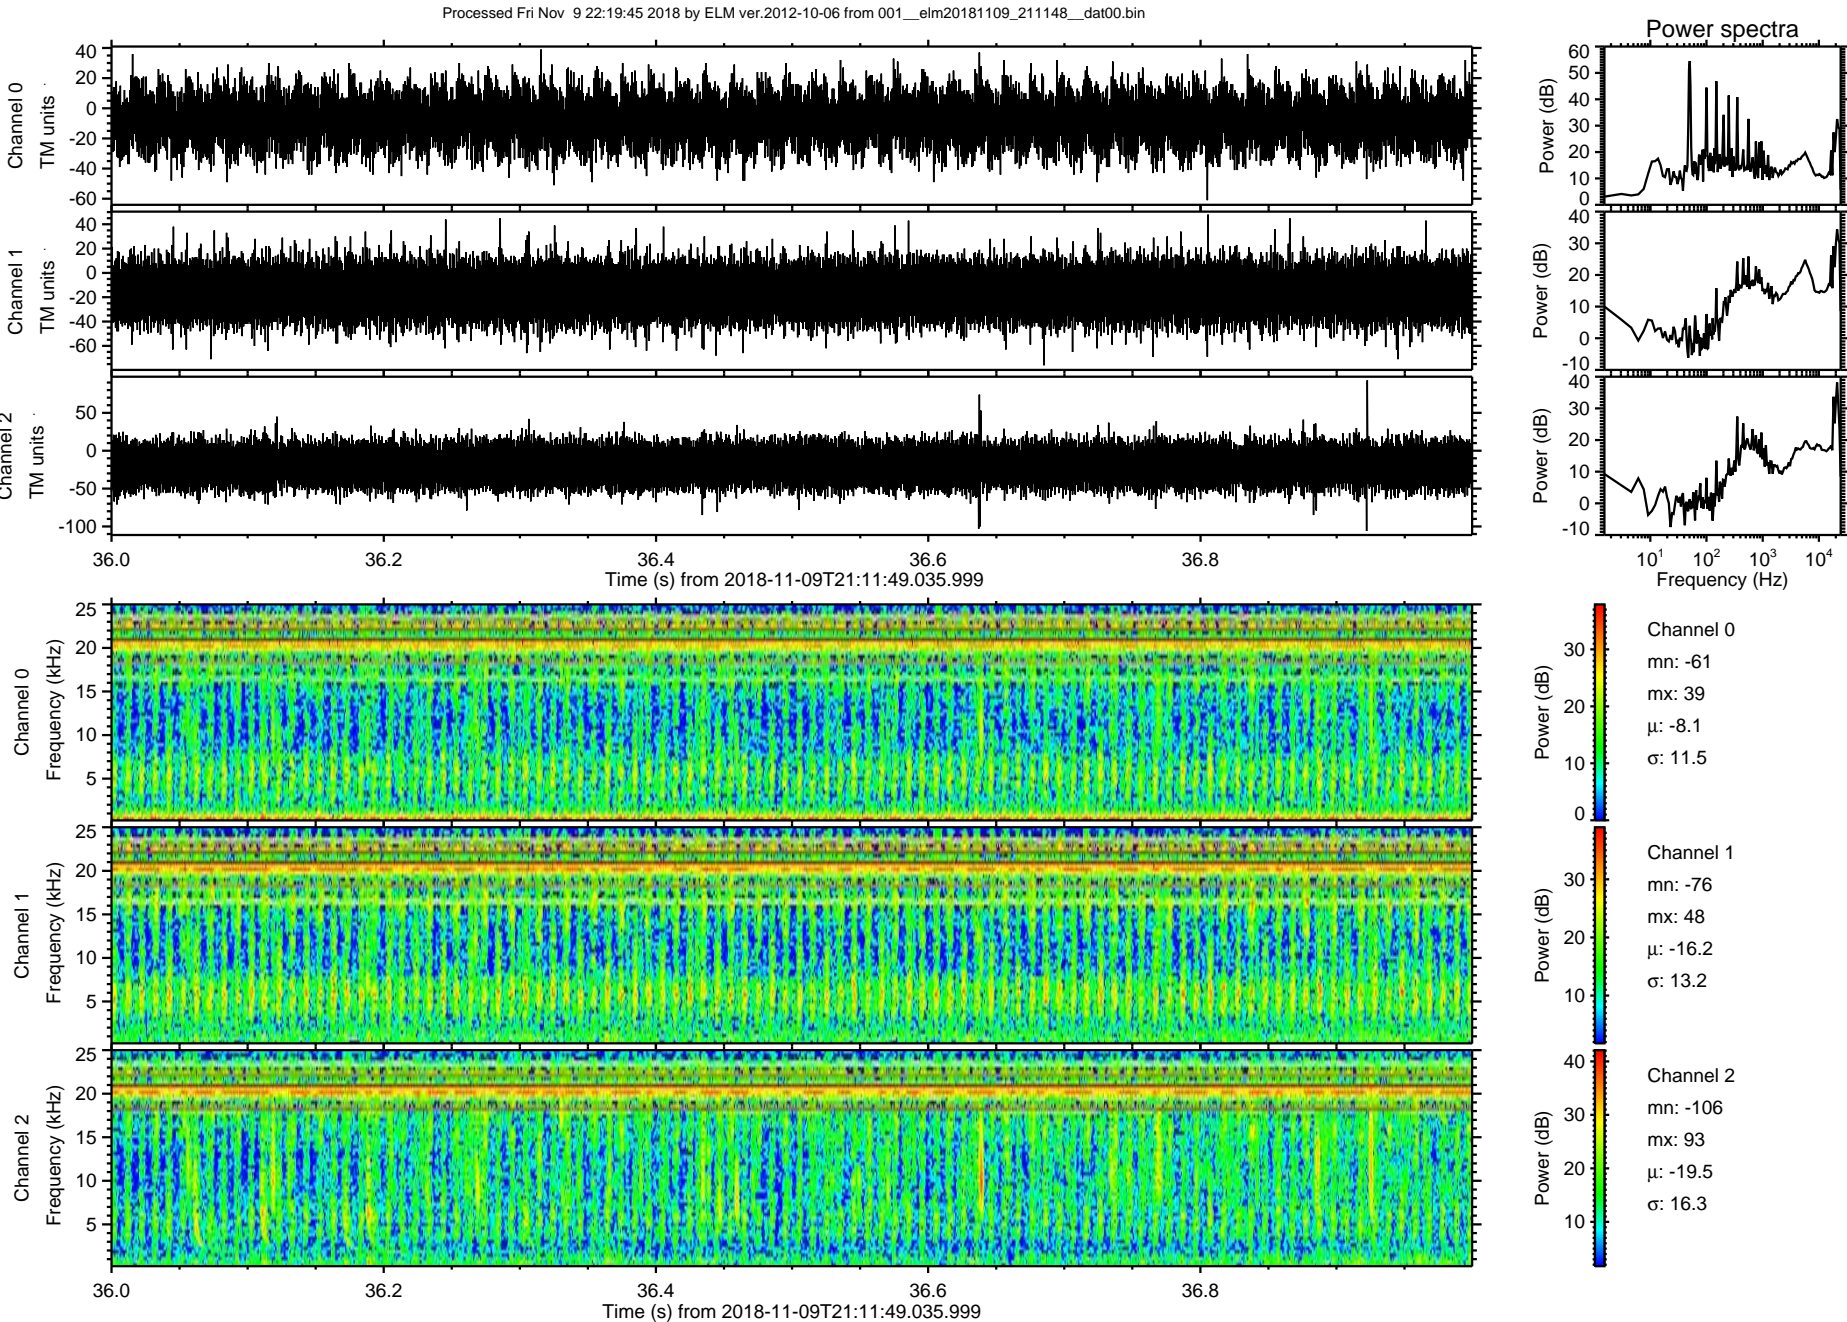 Processed Fri Nov  9 22:19:45 2018 by ELM ver.2012-10-06 from 001__elm20181109_211148__dat00.bin
Power spectra
Channel 0
TM units
40
20
0
-20
-40
-60
Power (dB)
60
50
40
30
20
10
0
Channel 1
TM units
40
20
0
-20
-40
-60
Power (dB)
40
30
20
10
0
-10
Channel 2
TM units
50
0
-50
-100
Power (dB)
40
30
20
10
0
-10
36.0 36.2 36.4 36.6 36.8
Time (s) from 2018-11-09T21:11:49.035.999
10^1 10^2 10^3 10^4
Frequency (Hz)
Channel 0
Frequency (kHz)
25
20
15
10
5
Power (dB)
30
20
10
0
Channel 0
mn: -61
mx: 39
μ: -8.1
σ: 11.5
Channel 1
Frequency (kHz)
25
20
15
10
5
Power (dB)
30
20
10
Channel 1
mn: -76
mx: 48
μ: -16.2
σ: 13.2
Channel 2
Frequency (kHz)
25
20
15
10
5
Power (dB)
40
30
20
10
Channel 2
mn: -106
mx: 93
μ: -19.5
σ: 16.3
36.0 36.2 36.4 36.6 36.8
Time (s) from 2018-11-09T21:11:49.035.999